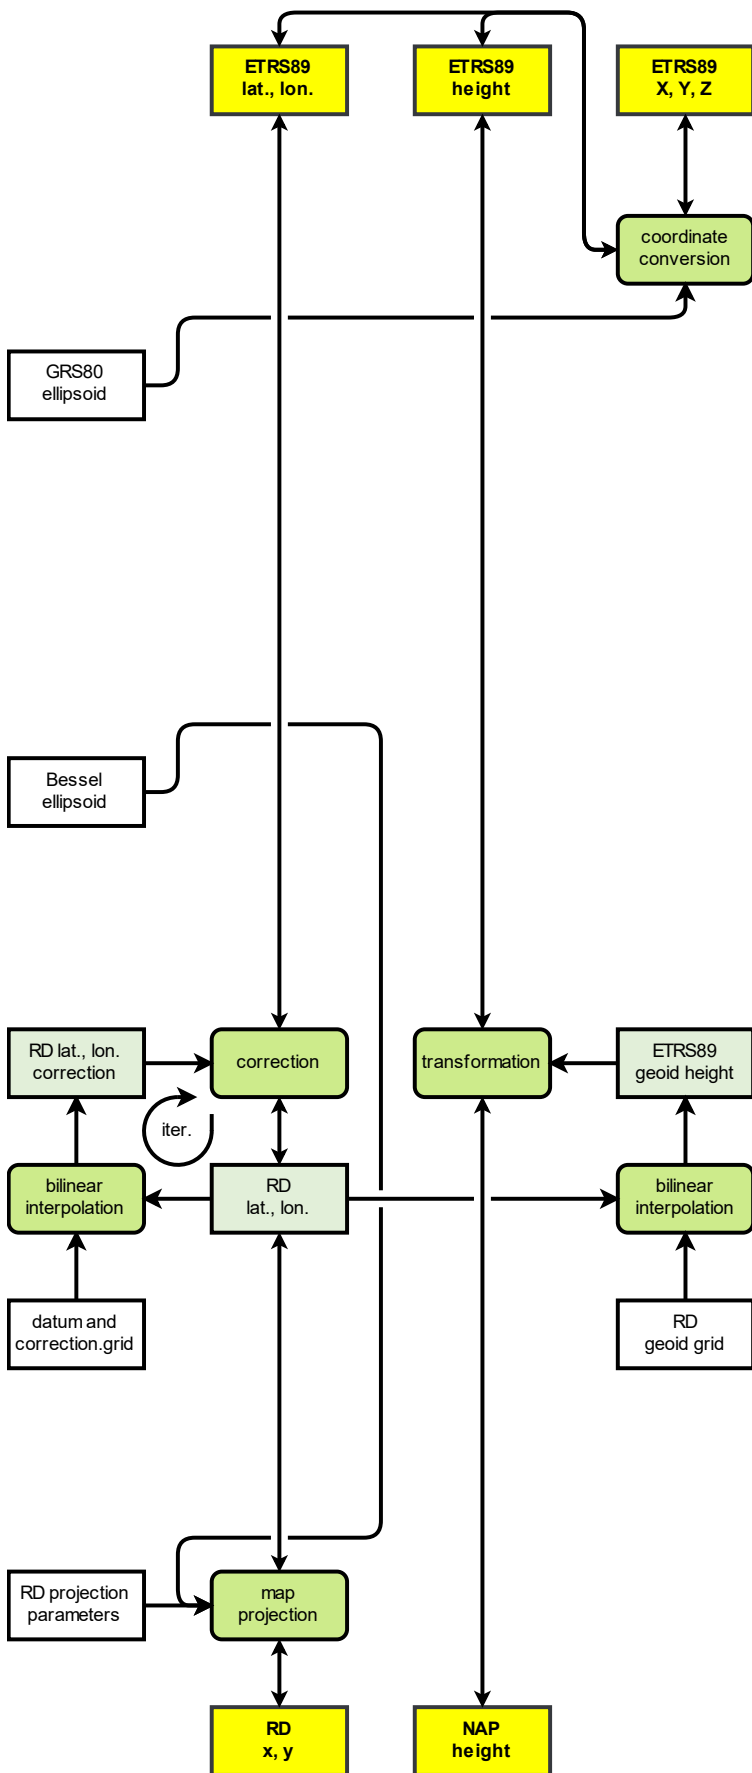 ETRS89
lat., lon.
ETRS89
height
ETRS89
X, Y, Z
coordinate
conversion
GRS80
ellipsoid
Bessel
ellipsoid
RD lat., lon.
correction
correction
transformation
ETRS89
geoid height
iter.
bilinear
interpolation
RD
lat., lon.
bilinear
interpolation
datum and
correction.grid
RD
geoid grid
RD projection
parameters
map
projection
RD
x, y
NAP
height